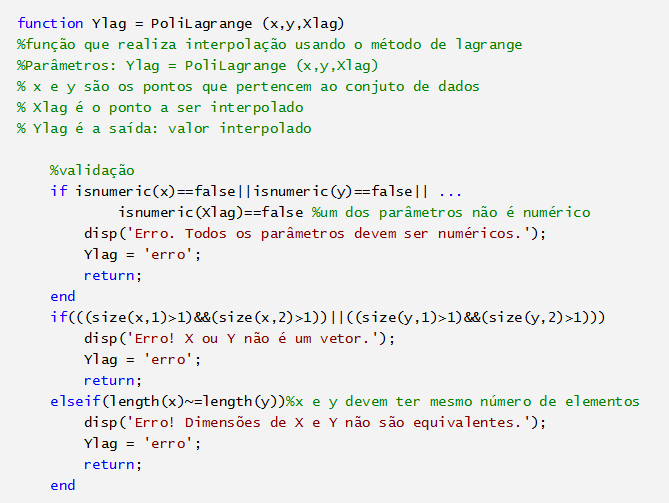 function Ylag = PoliLagrange (x,y,Xlag)
%função que realiza interpolação usando o método de lagrange
%Parâmetros: Ylag = PoliLagrange (x,y,Xlag)
% x e y são os pontos que pertencem ao conjuto de dados
% Xlag é o ponto a ser interpolado
% Ylag é a saída: valor interpolado
%validação
if isnumeric(x)==false||isnumeric(y)==false|| ...
isnumeric(Xlag)==false %um dos parâmetros não é numérico
disp('Erro. Todos os parâmetros devem ser numéricos.');
Ylag = 'erro';
return;
end
if(((size(x,1)>1)&&(size(x,2)>1))||((size(y,1)>1)&&(size(y,2)>1)))
disp('Erro! X ou Y não é um vetor.');
Ylag = 'erro';
return;
elseif(length(x)~=length(y))%x e y devem ter mesmo número de elementos
disp('Erro! Dimensões de X e Y não são equivalentes.');
Ylag = 'erro';
return;
end